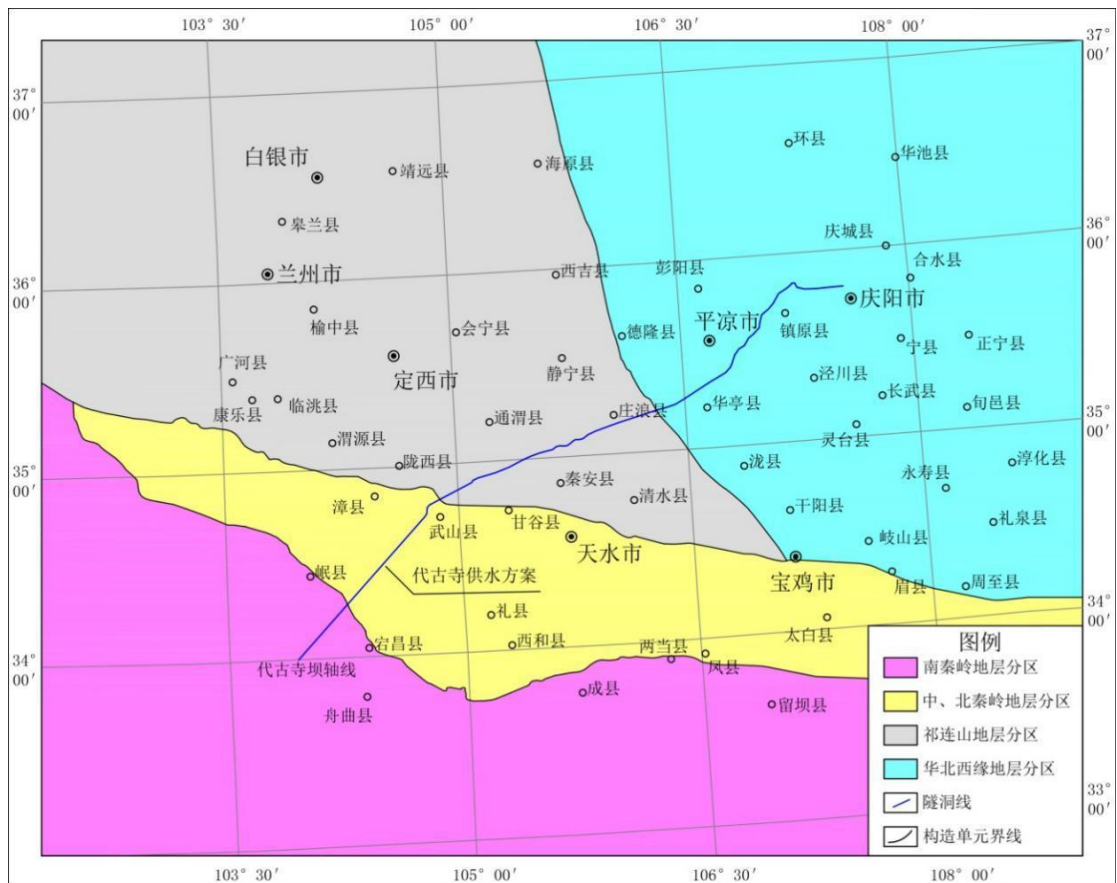 103° 30′
105° 00′
106° 30′
108° 00′
37°
00′
37°
00′
环县
华池县
白银市
靖远县
海原县
皋兰县
庆城县
36°
00′
合水县
兰州市
西吉县
彭阳县
36°
00′
庆阳市
榆中县
会宁县
德隆县
平凉市
镇原县
宁县
正宁县
广河县
定西市
静宁县
泾川县
康乐县
临洮县
庄浪县
华亭县
长武县
旬邑县
渭源县
通渭县
灵台县
35°
00′
陇西县
陇县
淳化县
35°
00′
漳县
秦安县
清水县
永寿县
武山县
甘谷县
干阳县
礼泉县
天水市
岐山县
岷县
代古寺供水方案
宝鸡市
眉县
周至县
34°
00′
礼县
太白县
宕昌县
西和县
两当县
凤县
34°
00′
代古寺坝轴线
舟曲县
成县
留坝县
图例
南秦岭地层分区
中、北秦岭地层分区
祁连山地层分区
华北西缘地层分区
隧洞线
构造单元界线
33°
00′
103° 30′
105° 00′
106° 30′
108° 00′